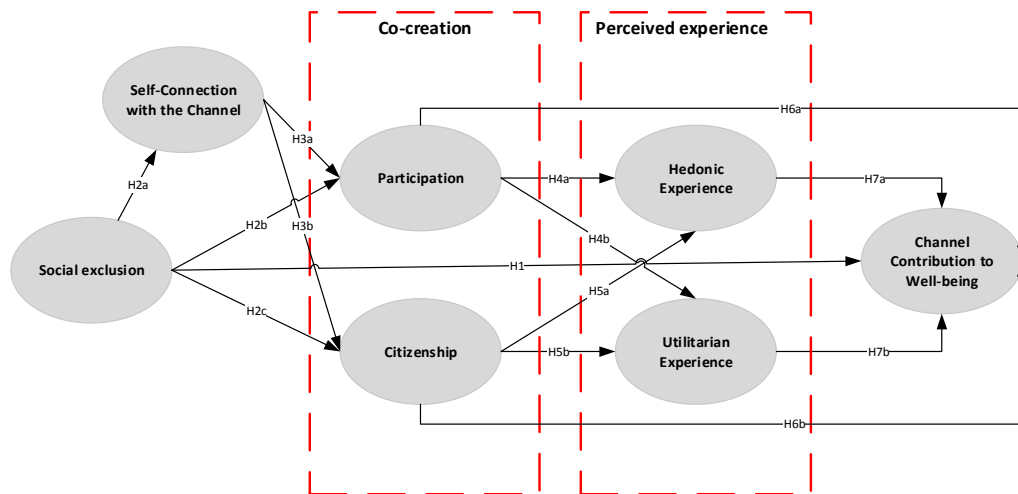 Co-creation
Perceived experience
Self-Connection
with the Channel
H6a
H3a
Participation
H4a
Hedonic
Experience
H7a
H2a
H2b
H3b
H4b
Social exclusion
H1
Channel
Contribution to
Well-being
H5a
H2c
Citizenship
H5b
Utilitarian
Experience
H7b
H6b